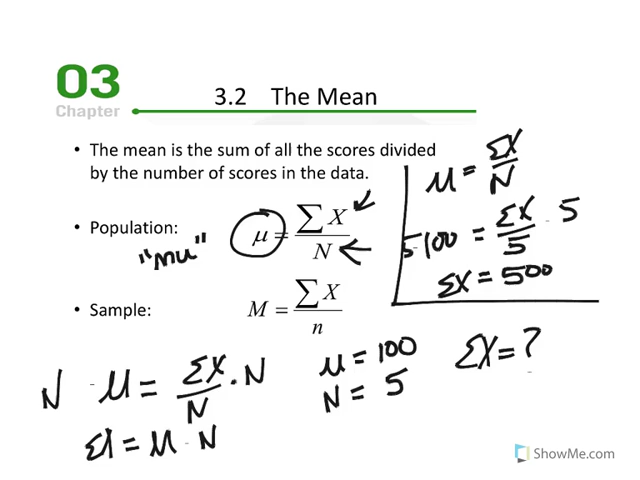 03
Chapter
3.2 The Mean
• The mean is the sum of all the scores divided
by the number of scores in the data.
• Population:
μ = ∑X / N
"mu"
• Sample:
M = ∑X / n
μ = ΣX / N
5·100 = ΣX / 5 · 5
ΣX = 500
μ = 100
N = 5
ΣX = ?
N · μ = ΣX / N · N
ΣX = μ · N
ShowMe.com